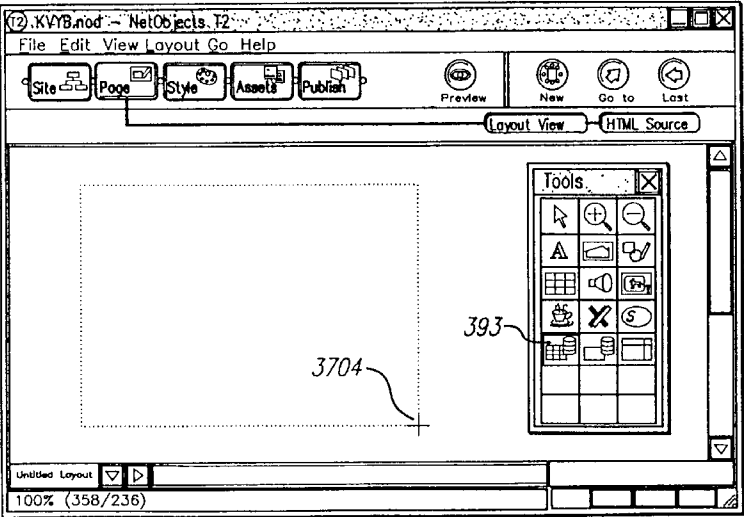 T2 .KVYB.nod - NetObjects T2
File Edit View Layout Go Help
Site Page Style Assets Publish
Preview New Go to Last
Layout View HTML Source
Tools
A
S
393
3704
Untitled Layout
100% (358/236)